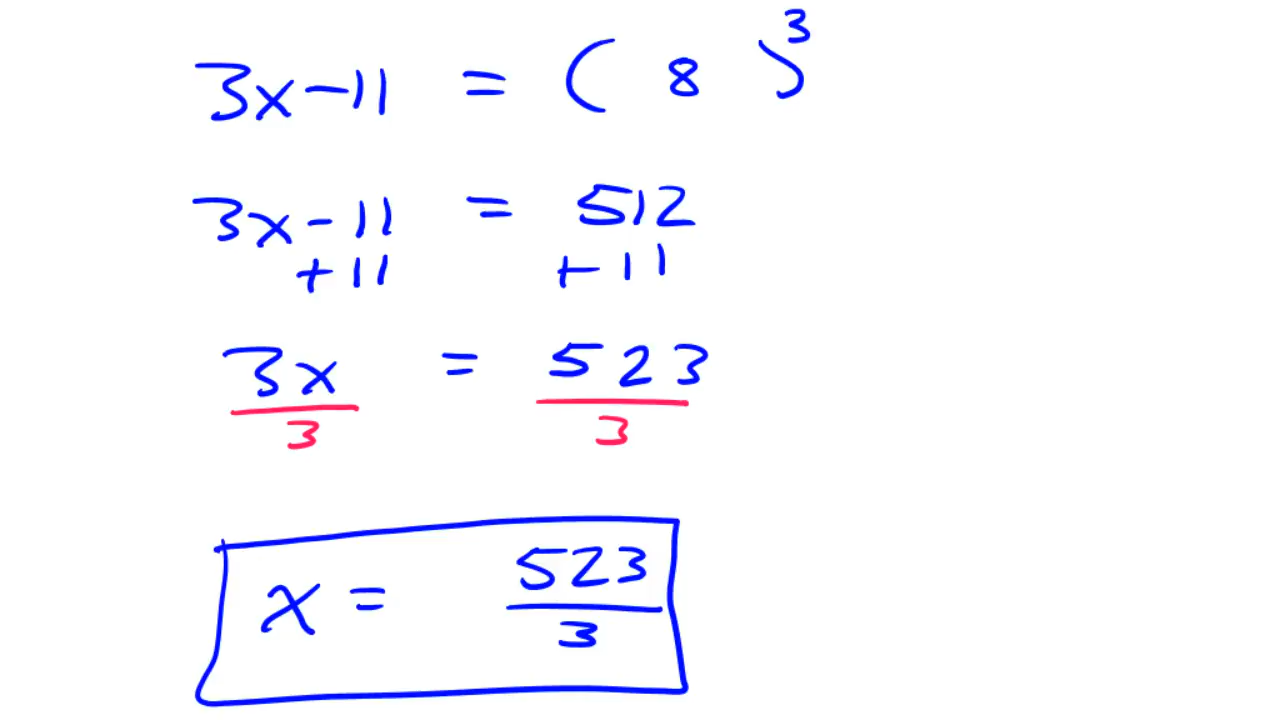 3x-11 = ( 8 )³
3x-11 = 512
+11 +11
3x = 523
3 3
x = 523
3